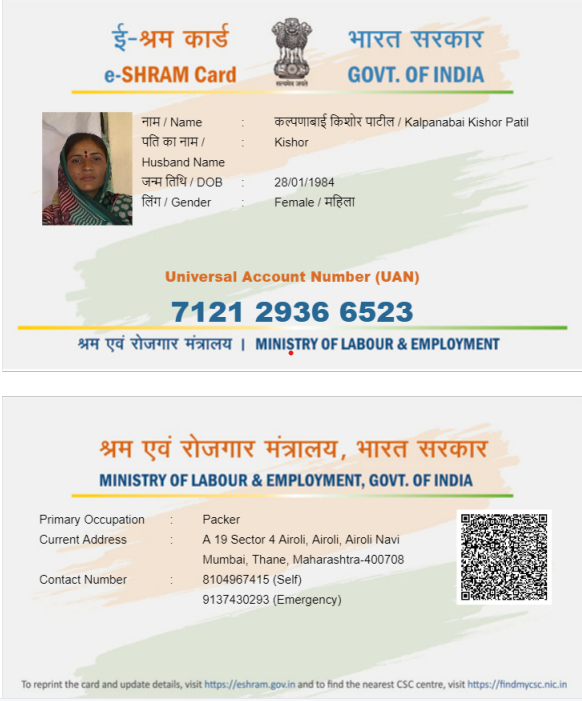 ई-श्रम कार्ड
e-SHRAM Card
सत्यमेव जयते
भारत सरकार
GOVT. OF INDIA
नाम / Name : कल्पणाबाई किशोर पाटील / Kalpanabai Kishor Patil
पति का नाम / : Kishor
Husband Name
जन्म तिथि / DOB : 28/01/1984
लिंग / Gender : Female / महिला
Universal Account Number (UAN)
7121 2936 6523
श्रम एवं रोजगार मंत्रालय | MINISTRY OF LABOUR & EMPLOYMENT
श्रम एवं रोजगार मंत्रालय, भारत सरकार
MINISTRY OF LABOUR & EMPLOYMENT, GOVT. OF INDIA
Primary Occupation : Packer
Current Address : A 19 Sector 4 Airoli, Airoli, Airoli Navi
Mumbai, Thane, Maharashtra-400708
Contact Number : 8104967415 (Self)
9137430293 (Emergency)
To reprint the card and update details, visit https://eshram.gov.in and to find the nearest CSC centre, visit https://findmycsc.nic.in